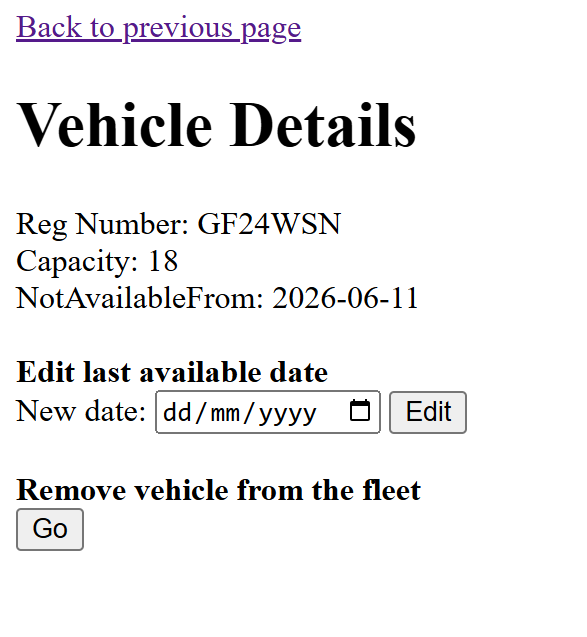 Back to previous page
Vehicle Details
Reg Number: GF24WSN
Capacity: 18
NotAvailableFrom: 2026-06-11
Edit last available date
New date: dd/mm/yyyy Edit
Remove vehicle from the fleet
Go